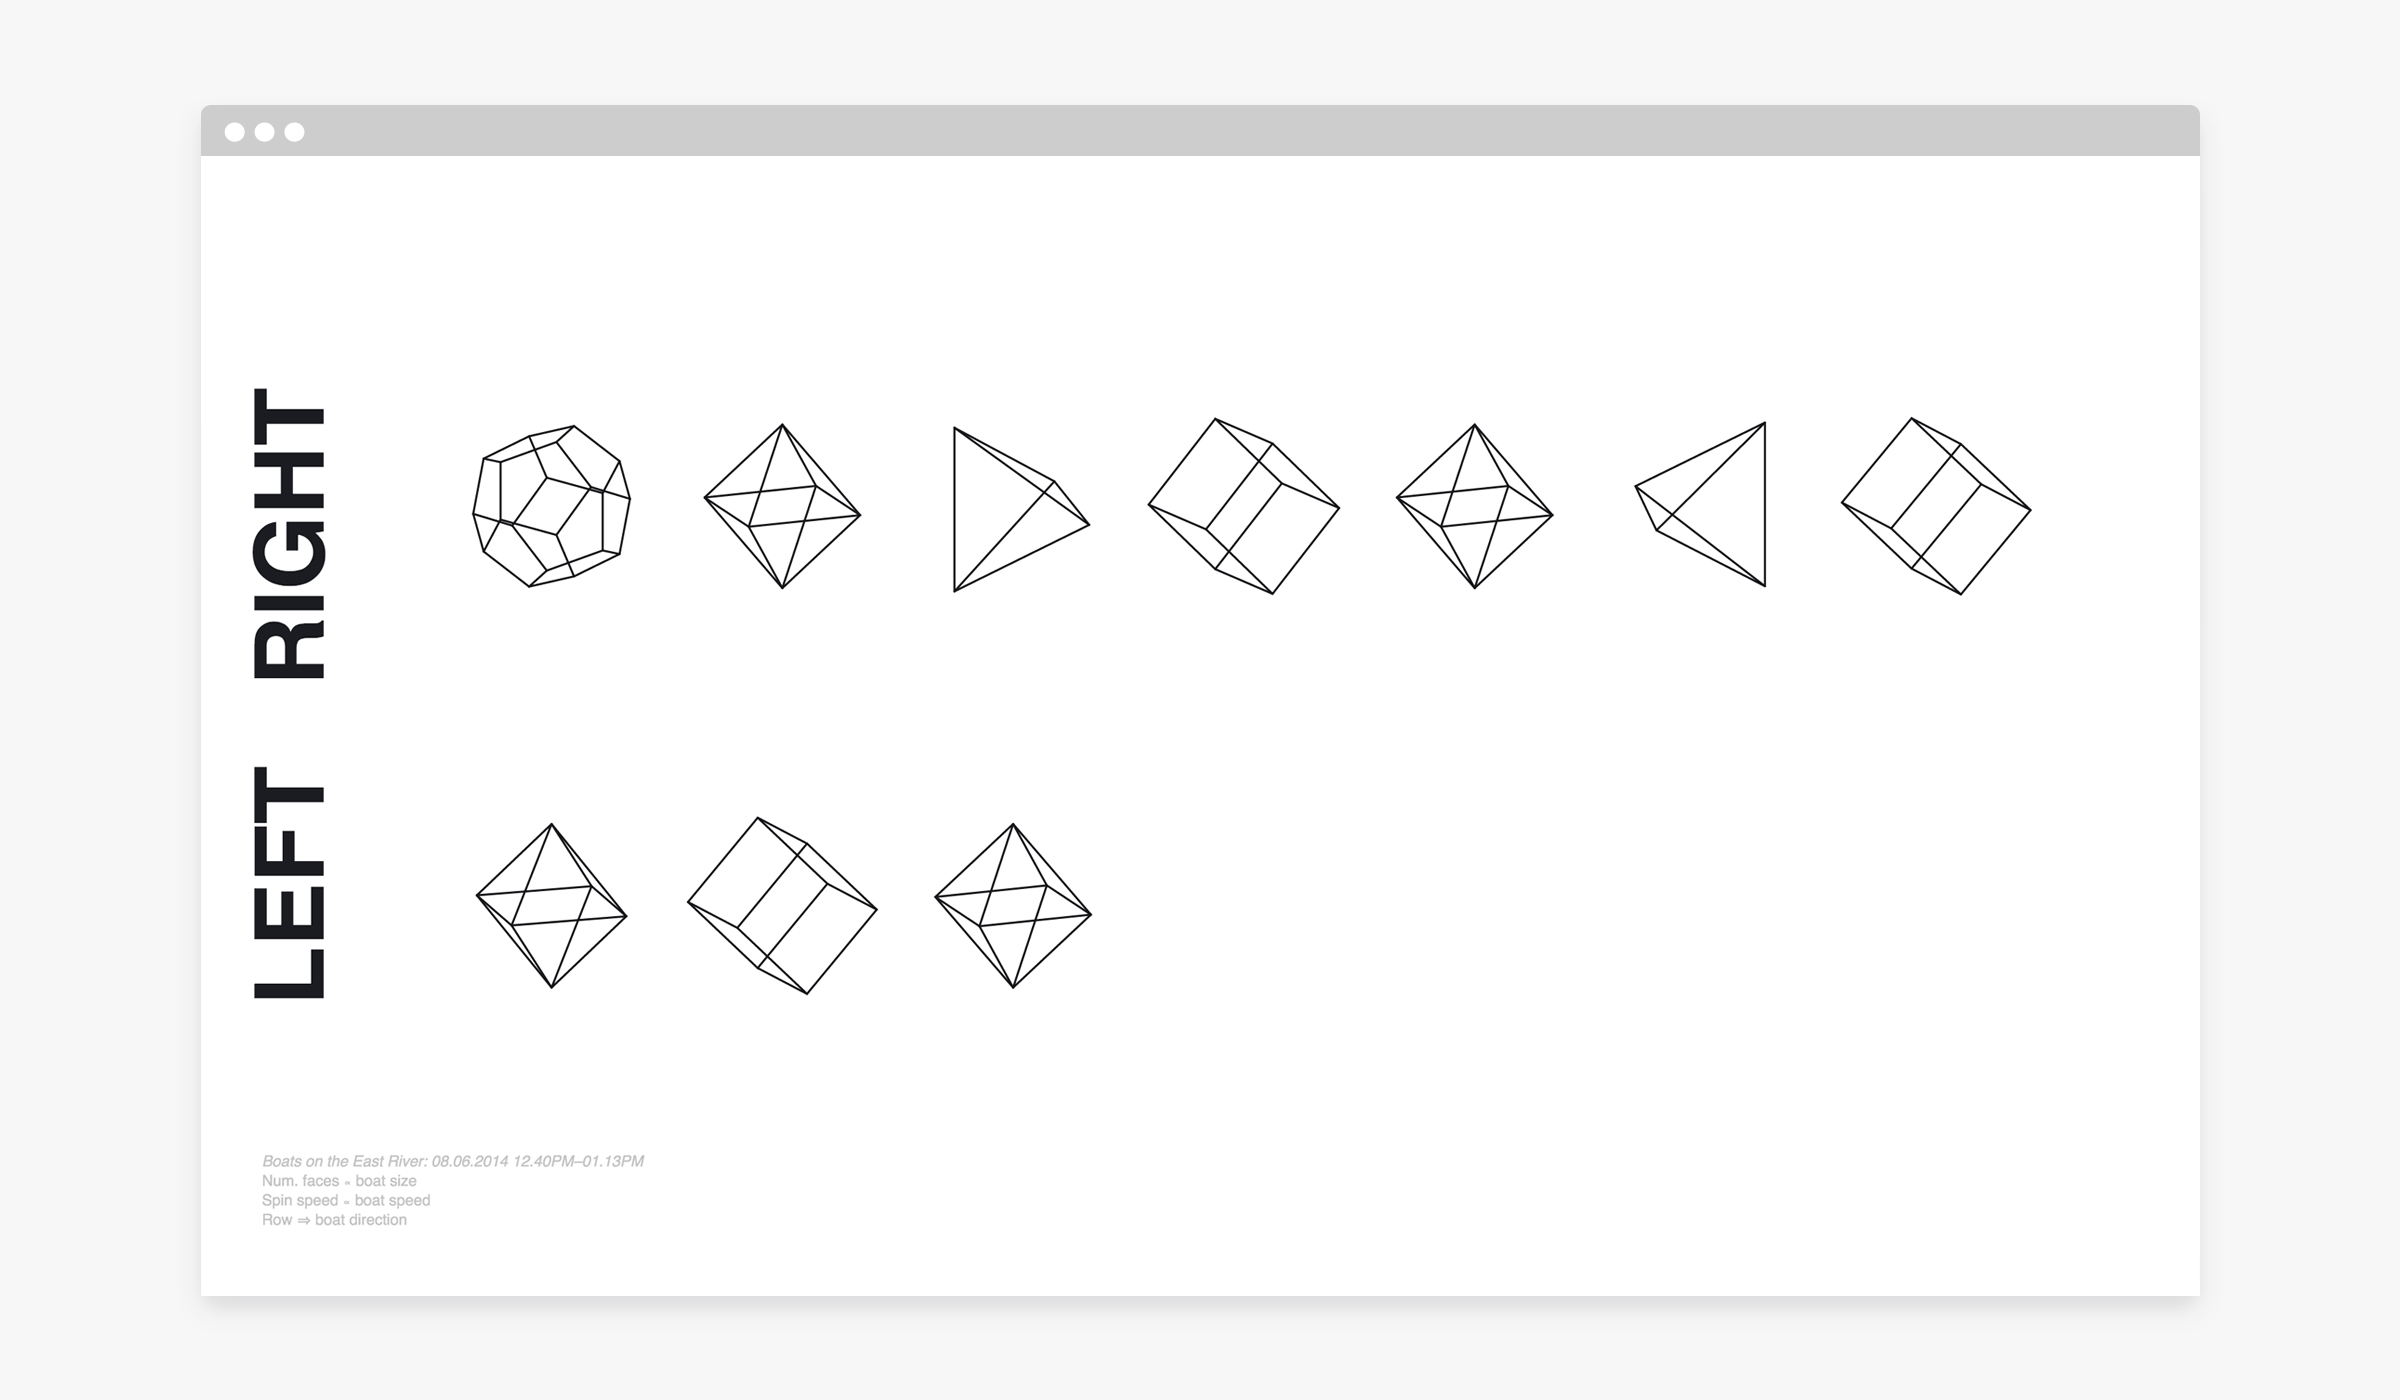 RIGHT
LEFT
Boats on the East River: 08.06.2014 12.40PM–01.13PM
Num. faces = boat size
Spin speed = boat speed
Row ⇒ boat direction